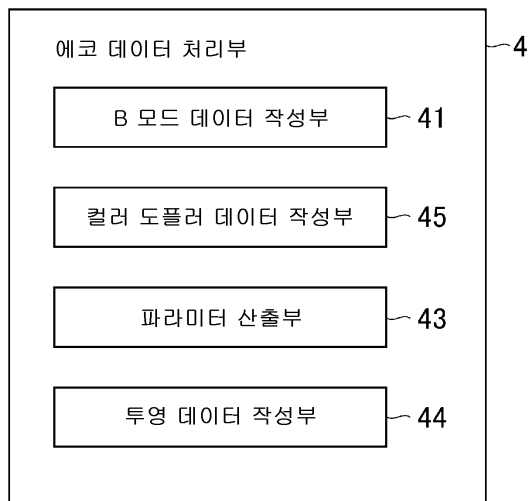 에코 데이터 처리부
4
B 모드 데이터 작성부
41
컬러 도플러 데이터 작성부
45
파라미터 산출부
43
투영 데이터 작성부
44